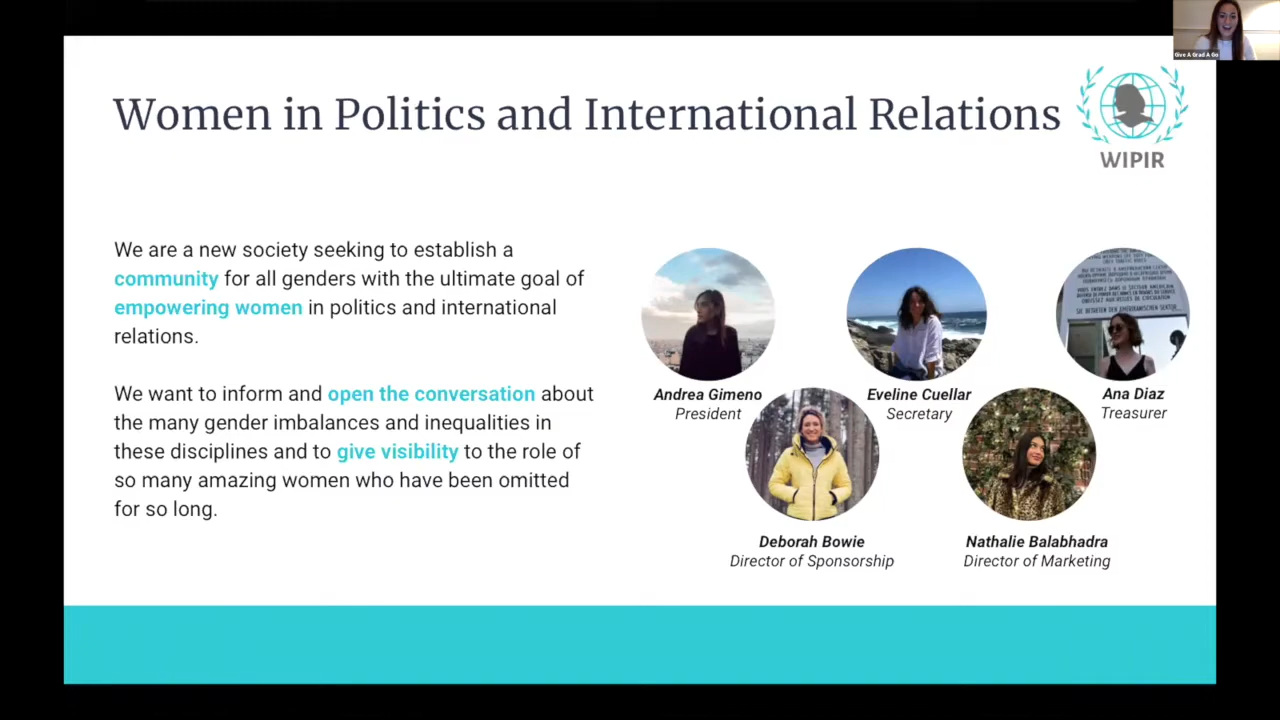 Give A Grad A Go
Women in Politics and International Relations
WIPIR
We are a new society seeking to establish a
community for all genders with the ultimate goal of
empowering women in politics and international
relations.
We want to inform and open the conversation about
the many gender imbalances and inequalities in
these disciplines and to give visibility to the role of
so many amazing women who have been omitted
for so long.
Andrea Gimeno
President
Eveline Cuellar
Secretary
Ana Diaz
Treasurer
Deborah Bowie
Director of Sponsorship
Nathalie Balabhadra
Director of Marketing